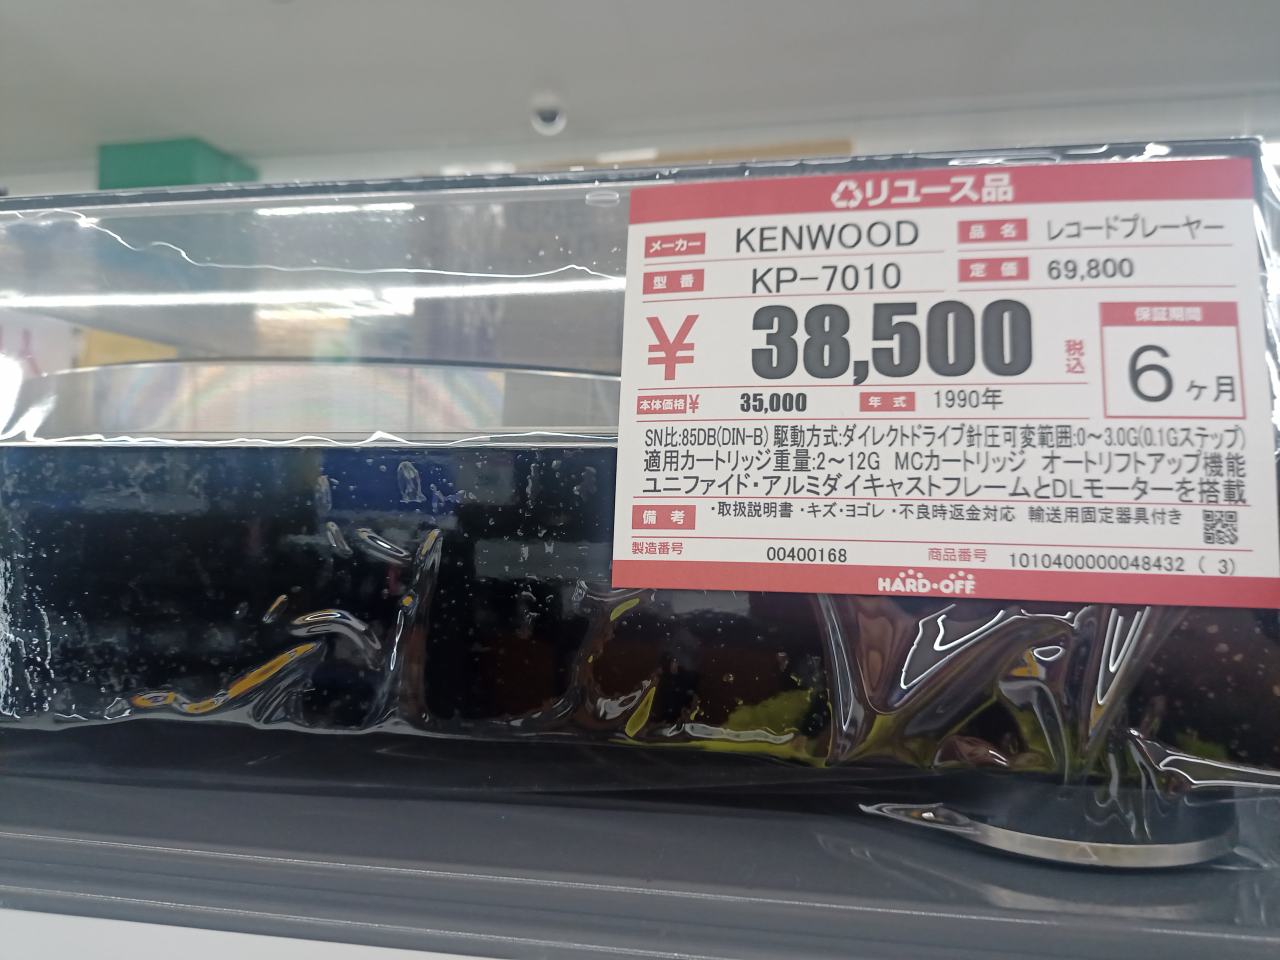 リユース品
メーカー KENWOOD 品名 レコードプレーヤー
型番 KP-7010 定価 69,800
¥38,500 税込
保証期間 6ヶ月
本体価格¥ 35,000 年式 1990年
SN比:85DB(DIN-B) 駆動方式:ダイレクトドライブ針圧可変範囲:0〜3.0G(0.1Gステップ)
適用カートリッジ重量:2〜12G MCカートリッジ オートリフトアップ機能
ユニファイド・アルミダイキャストフレームとDLモーターを搭載
備考 ・取扱説明書・キズ・ヨゴレ・不良時返金対応 輸送用固定器具付き
製造番号 00400168 商品番号 1010400000048432 ( 3)
HARD・OFF